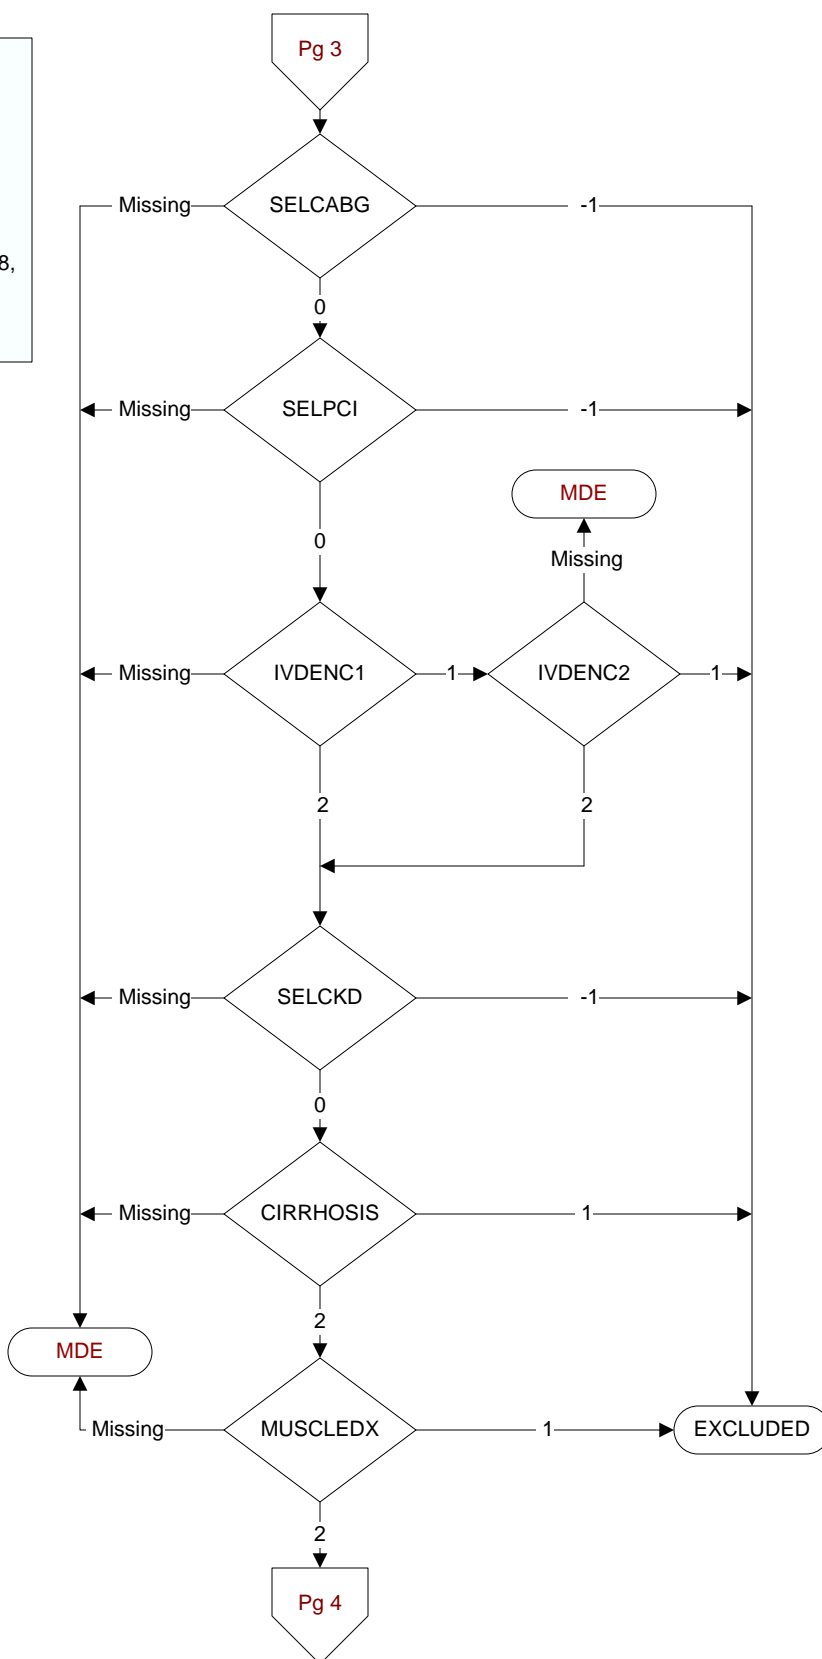 Pg 3
8,
Missing SELCABG -1
0
Missing SELPCI -1
MDE
0
Missing
Missing IVDENC1 1 IVDENC2 1
2 2
Missing SELCKD -1
0
Missing CIRRHOSIS 1
2
MDE
Missing MUSCLEDX 1 EXCLUDED
2
Pg 4